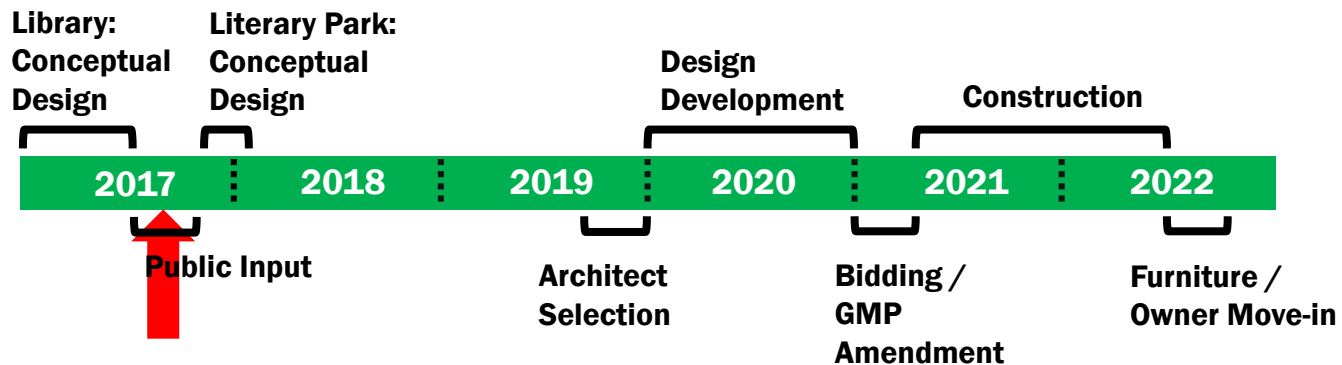 Library:
Conceptual
Design
Literary Park:
Conceptual
Design
Design
Development
Construction
2017
2018
2019
2020
2021
2022
Public Input
Architect
Selection
Bidding /
GMP
Amendment
Furniture /
Owner Move-in